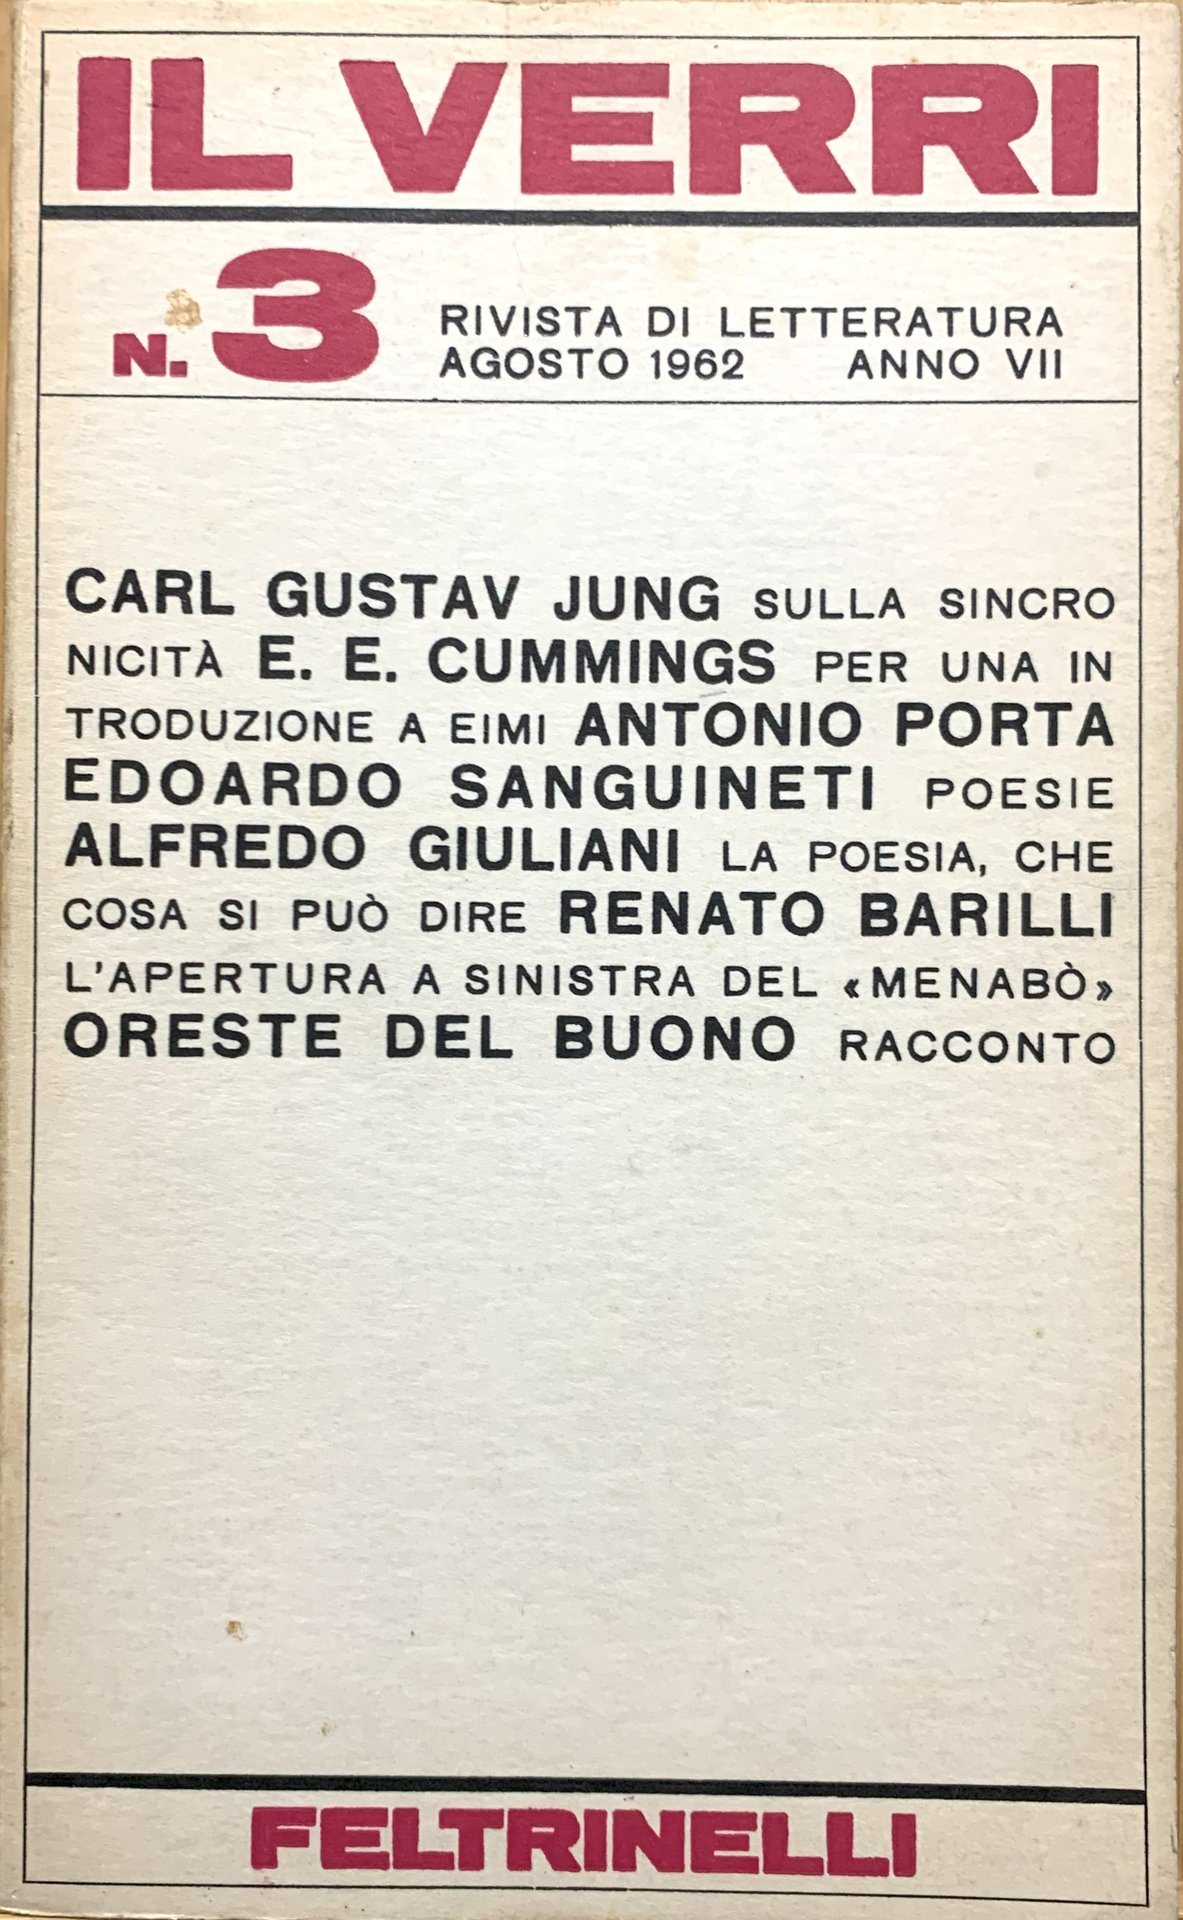 IL VERRI
N. 3
RIVISTA DI LETTERATURA
AGOSTO 1962 ANNO VII
CARL GUSTAV JUNG SULLA SINCRO
NICITÀ E. E. CUMMINGS PER UNA IN
TRODUZIONE A EIMI ANTONIO PORTA
EDOARDO SANGUINETI POESIE
ALFREDO GIULIANI LA POESIA, CHE
COSA SI PUÒ DIRE RENATO BARILLI
L'APERTURA A SINISTRA DEL «MENABÒ»
ORESTE DEL BUONO RACCONTO
FELTRINELLI